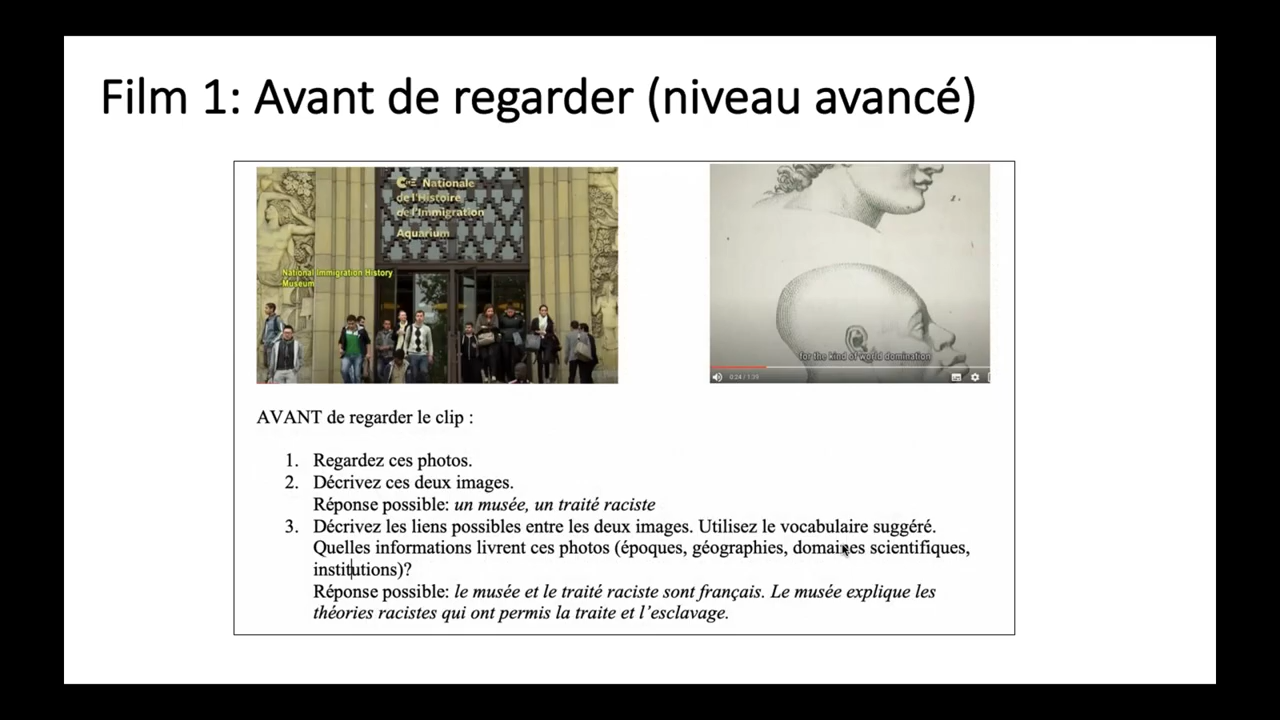 Film 1: Avant de regarder (niveau avancé)
Nationale
de l'Histoire
de l'Immigration
Aquarium
National Immigration History
Museum
for the kind of world domination
0:24 / 1:39
AVANT de regarder le clip :
1. Regardez ces photos.
2. Décrivez ces deux images.
Réponse possible: un musée, un traité raciste
3. Décrivez les liens possibles entre les deux images. Utilisez le vocabulaire suggéré.
Quelles informations livrent ces photos (époques, géographies, domaines scientifiques,
institutions)?
Réponse possible: le musée et le traité raciste sont français. Le musée explique les
théories racistes qui ont permis la traite et l’esclavage.